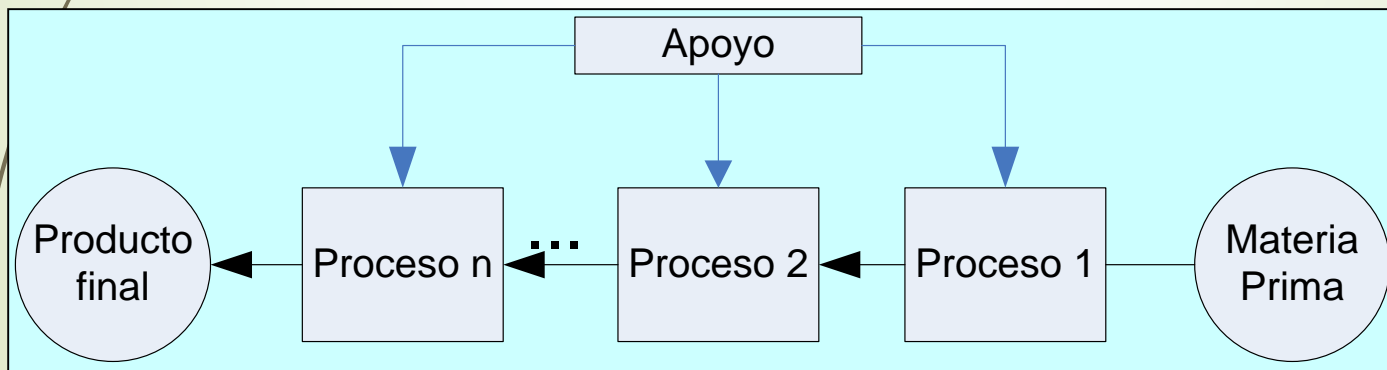 Apoyo
Producto
final
Proceso n
...
Proceso 2
Proceso 1
Materia
Prima